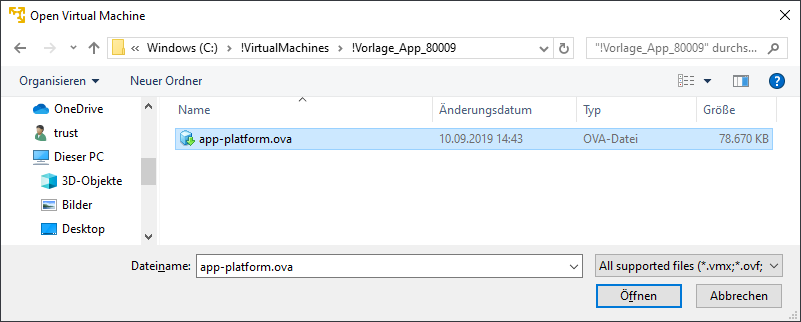 Open Virtual Machine
« Windows (C:) › !VirtualMachines › !Vorlage_App_80009
"!Vorlage_App_80009" durchs...
Organisieren Neuer Ordner
Name Änderungsdatum Typ Größe
OneDrive
app-platform.ova 10.09.2019 14:43 OVA-Datei 78.670 KB
trust
Dieser PC
3D-Objekte
Bilder
Desktop
Dateiname: app-platform.ova All supported files (*.vmx;*.ovf;
Öffnen Abbrechen